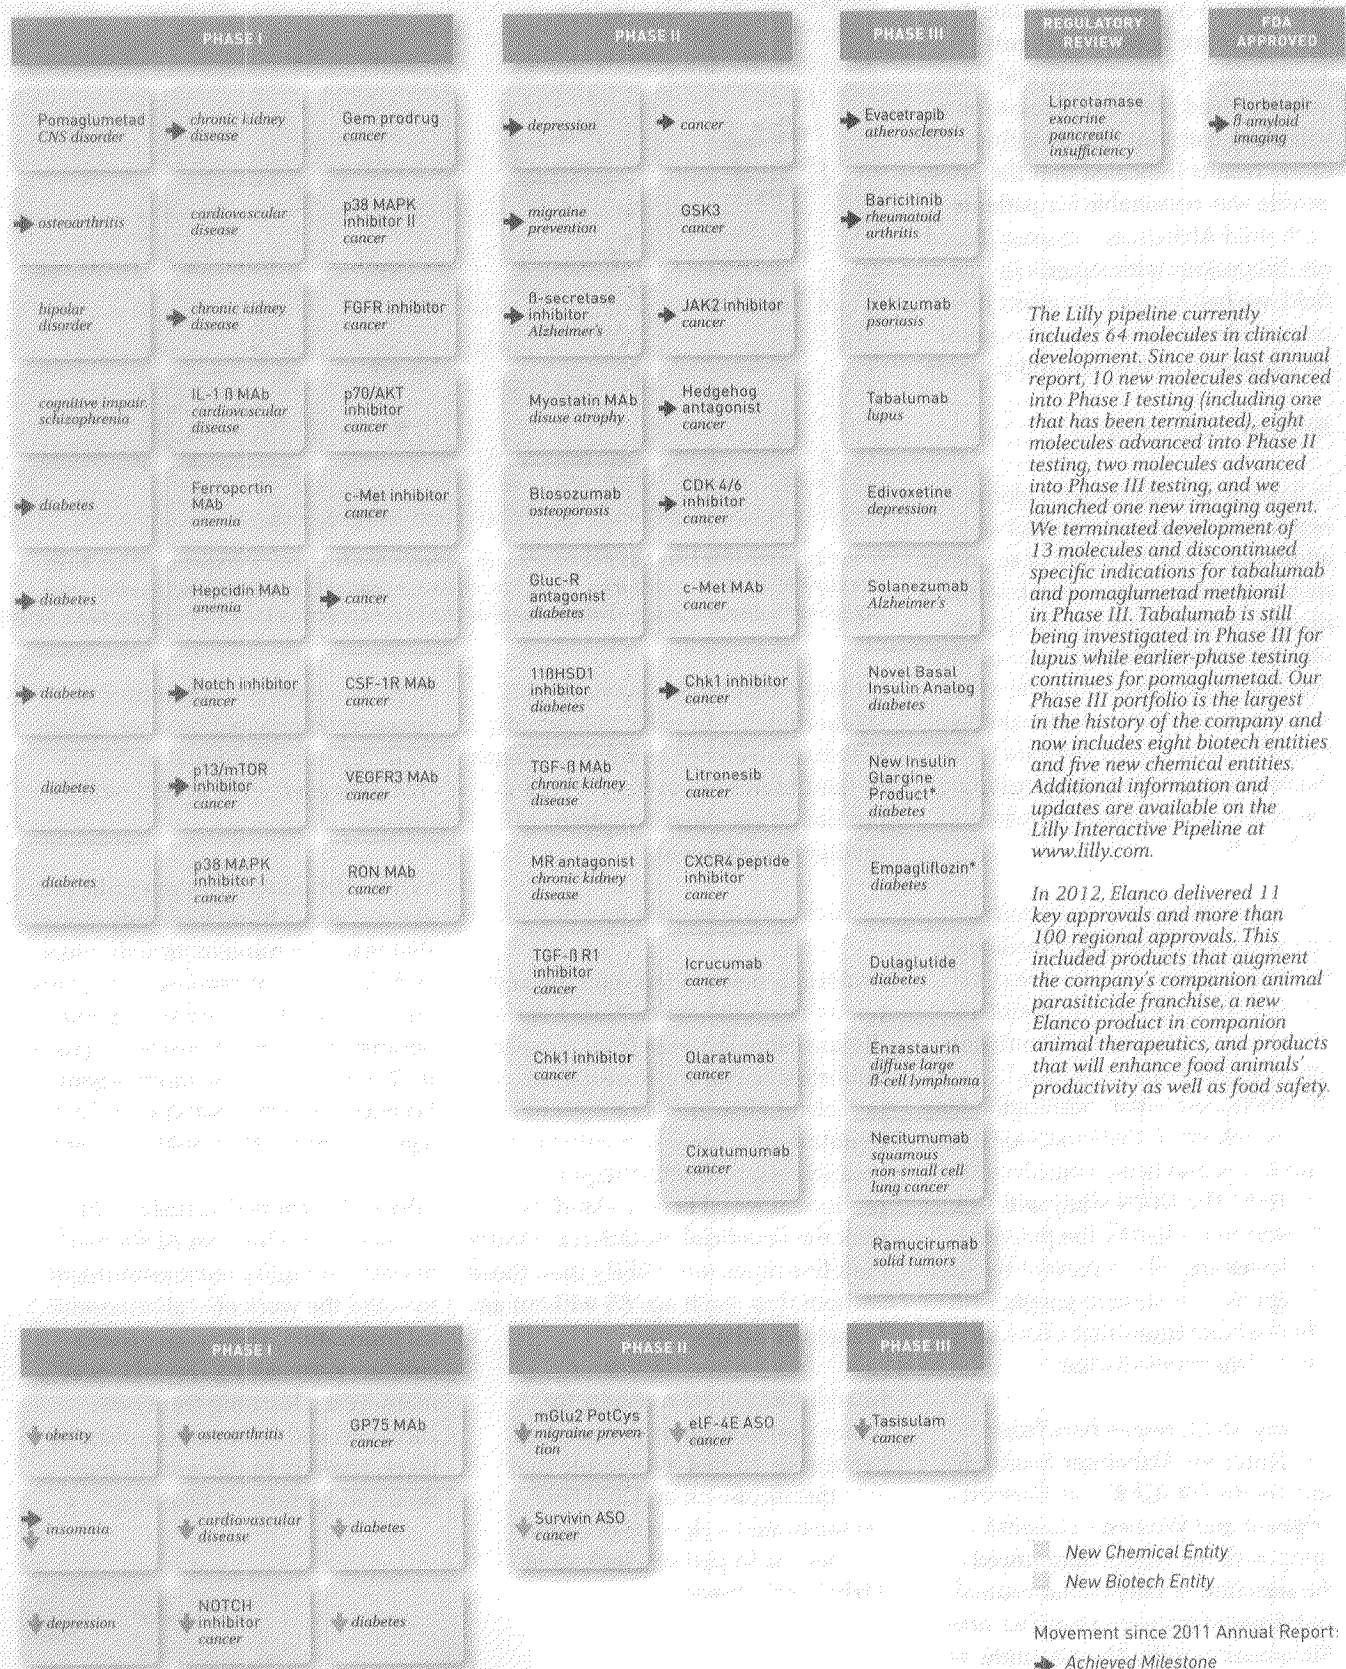 PHASE I
Pomaglumetad
CNS disorder
chronic kidney
disease
Gem prodrug
cancer
osteoarthritis
cardiovascular
disease
p38 MAPK
inhibitor II
cancer
bipolar
disorder
chronic kidney
disease
FGFR inhibitor
cancer
cognitive impair.
schizophrenia
IL-1 ß MAb
cardiovascular
disease
p70/AKT
inhibitor
cancer
diabetes
Ferroportin
MAb
anemia
c-Met inhibitor
cancer
diabetes
Hepcidin MAb
anemia
cancer
diabetes
Notch inhibitor
cancer
CSF-1R MAb
cancer
diabetes
p13/mTOR
inhibitor
cancer
VEGFR3 MAb
cancer
diabetes
p38 MAPK
inhibitor I
cancer
RON MAb
cancer
PHASE II
depression
cancer
migraine
prevention
GSK3
cancer
ß-secretase
inhibitor
Alzheimer's
JAK2 inhibitor
cancer
Myostatin MAb
disuse atrophy
Hedgehog
antagonist
cancer
Blosozumab
osteoporosis
CDK 4/6
inhibitor
cancer
Gluc-R
antagonist
diabetes
c-Met MAb
cancer
11ßHSD1
inhibitor
diabetes
Chk1 inhibitor
cancer
TGF-ß MAb
chronic kidney
disease
Litronesib
cancer
MR antagonist
chronic kidney
disease
CXCR4 peptide
inhibitor
cancer
TGF-ß R1
inhibitor
cancer
Icrucumab
cancer
Chk1 inhibitor
cancer
Olaratumab
cancer
Cixutumumab
cancer
PHASE III
Evacetrapib
atherosclerosis
Baricitinib
rheumatoid
arthritis
Ixekizumab
psoriasis
Tabalumab
lupus
Edivoxetine
depression
Solanezumab
Alzheimer's
Novel Basal
Insulin Analog
diabetes
New Insulin
Glargine
Product*
diabetes
Empagliflozin*
diabetes
Dulaglutide
diabetes
Enzastaurin
diffuse large
ß-cell lymphoma
Necitumumab
squamous
non-small cell
lung cancer
Ramucirumab
solid tumors
REGULATORY
REVIEW
Liprotamase
exocrine
pancreatic
insufficiency
FDA
APPROVED
Florbetapir
ß-amyloid
imaging
The Lilly pipeline currently
includes 64 molecules in clinical
development. Since our last annual
report, 10 new molecules advanced
into Phase I testing (including one
that has been terminated), eight
molecules advanced into Phase II
testing, two molecules advanced
into Phase III testing, and we
launched one new imaging agent.
We terminated development of
13 molecules and discontinued
specific indications for tabalumab
and pomaglumetad methionil
in Phase III. Tabalumab is still
being investigated in Phase III for
lupus while earlier-phase testing
continues for pomaglumetad. Our
Phase III portfolio is the largest
in the history of the company and
now includes eight biotech entities
and five new chemical entities.
Additional information and
updates are available on the
Lilly Interactive Pipeline at
www.lilly.com.
In 2012, Elanco delivered 11
key approvals and more than
100 regional approvals. This
included products that augment
the company's companion animal
parasiticide franchise, a new
Elanco product in companion
animal therapeutics, and products
that will enhance food animals'
productivity as well as food safety.
PHASE I
obesity
osteoarthritis
GP75 MAb
cancer
insomnia
cardiovascular
disease
diabetes
depression
NOTCH
inhibitor
cancer
diabetes
PHASE II
mGlu2 PotCys
migraine preven-
tion
elF-4E ASO
cancer
Survivin ASO
cancer
PHASE III
Tasisulam
cancer
New Chemical Entity
New Biotech Entity
Movement since 2011 Annual Report:
Achieved Milestone